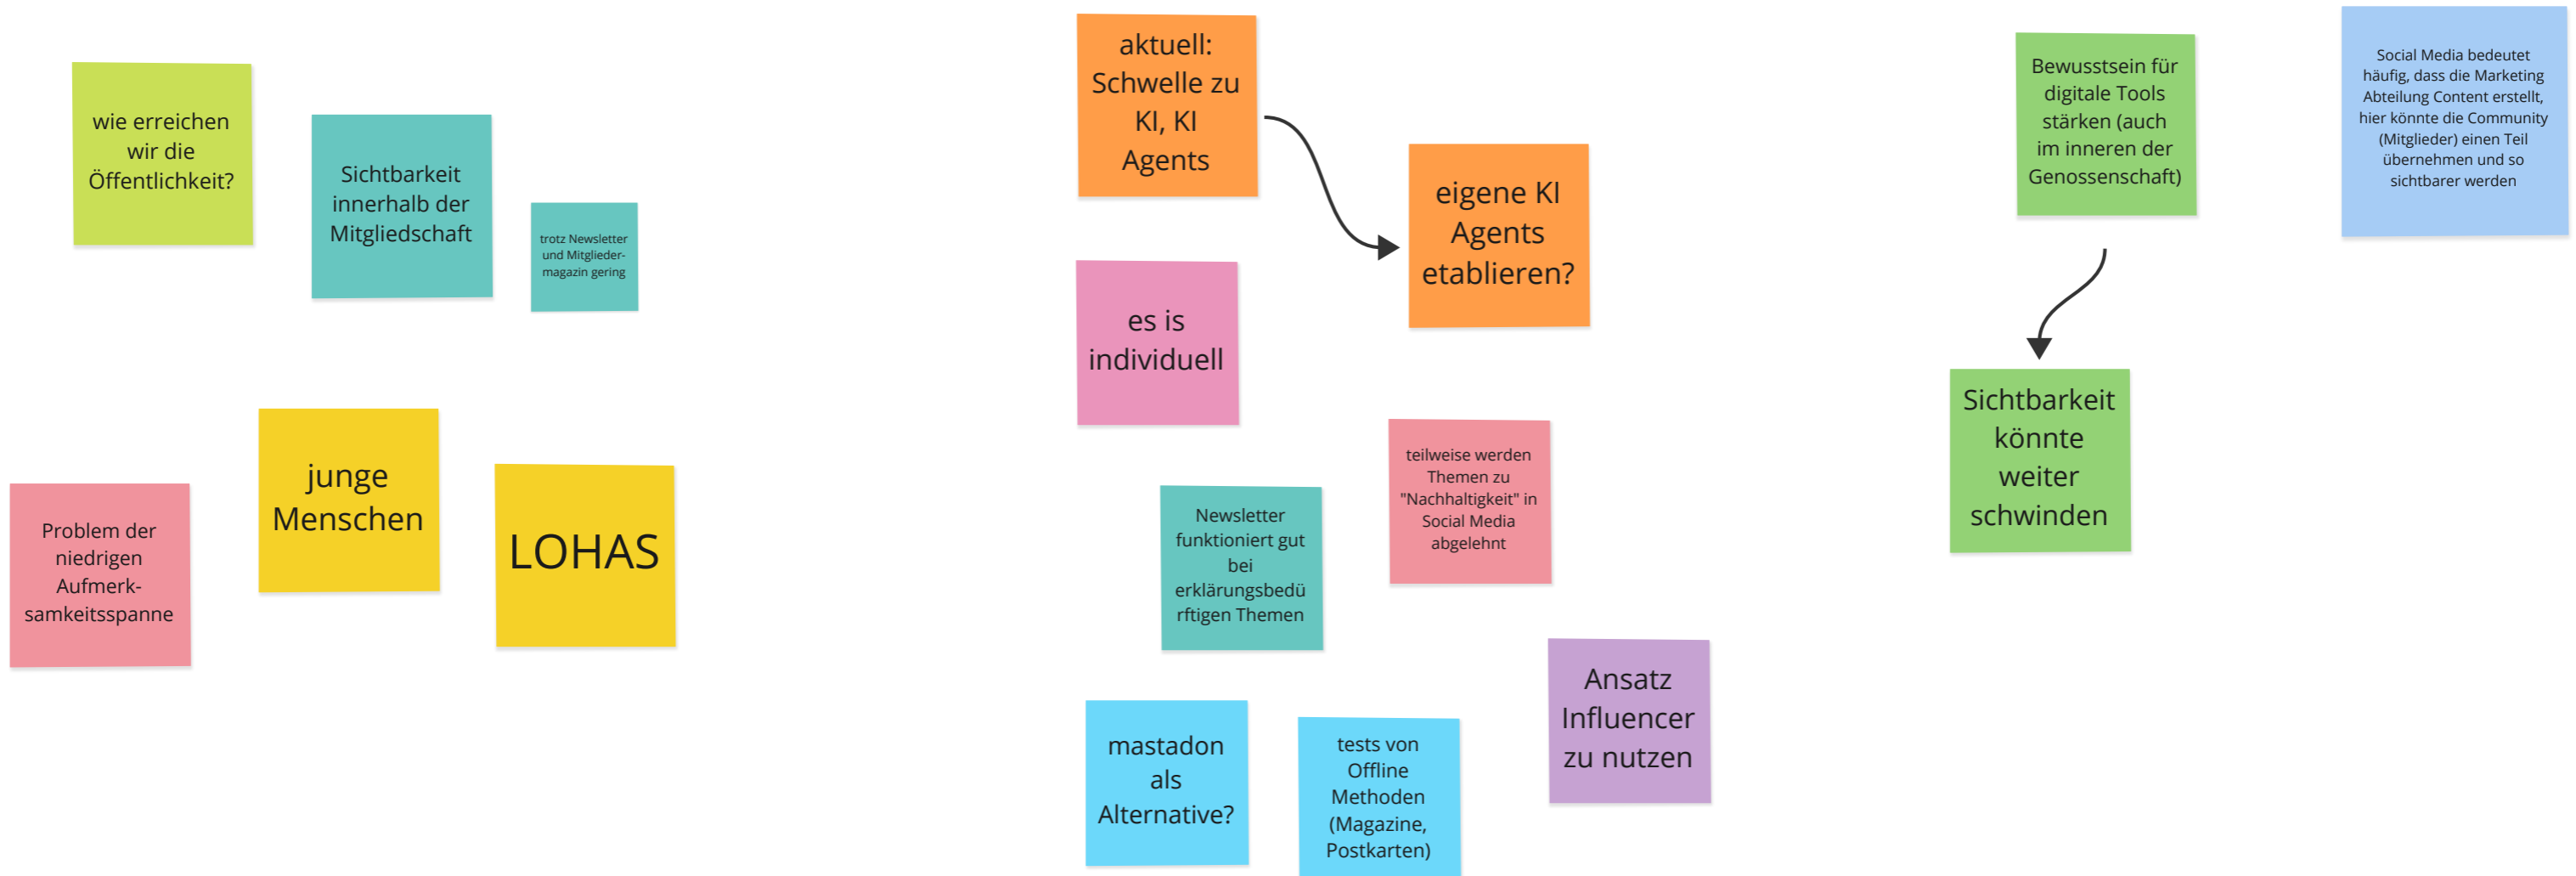 wie erreichen
wir die
Öffentlichkeit?
Sichtbarkeit
innerhalb der
Mitgliedschaft
trotz Newsletter
und Mitglieder-
magazin gering
Problem der
niedrigen
Aufmerk-
samkeitsspanne
junge
Menschen
LOHAS
aktuell:
Schwelle zu
KI, KI
Agents
eigene KI
Agents
etablieren?
es is
individuell
teilweise werden
Themen zu
"Nachhaltigkeit" in
Social Media
abgelehnt
Newsletter
funktioniert gut
bei
erklärungsbedü
rftigen Themen
Ansatz
Influencer
zu nutzen
mastadon
als
Alternative?
tests von
Offline
Methoden
(Magazine,
Postkarten)
Bewusstsein für
digitale Tools
stärken (auch
im inneren der
Genossenschaft)
Sichtbarkeit
könnte
weiter
schwinden
Social Media bedeutet
häufig, dass die Marketing
Abteilung Content erstellt,
hier könnte die Community
(Mitglieder) einen Teil
übernehmen und so
sichtbarer werden